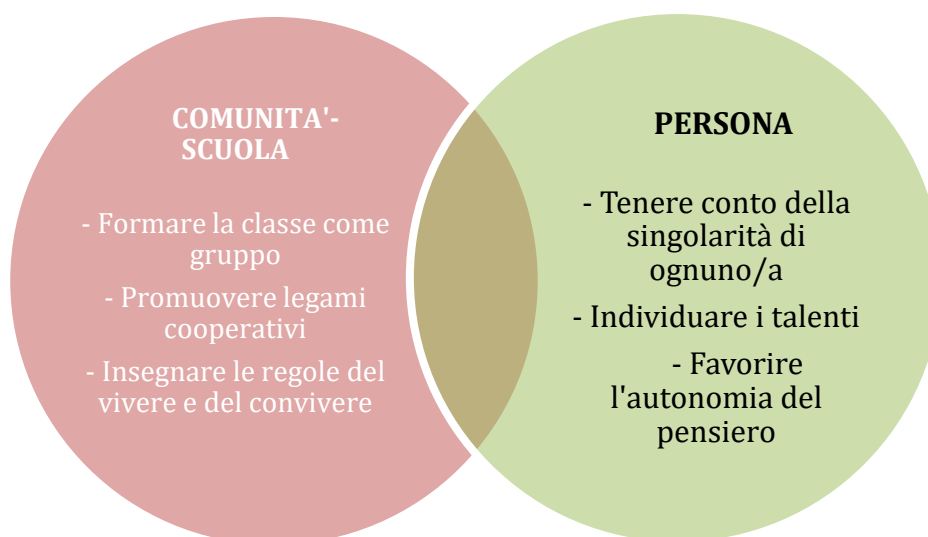 COMUNITA'-
SCUOLA
- Formare la classe come
gruppo
- Promuovere legami
cooperativi
- Insegnare le regole del
vivere e del convivere
PERSONA
- Tenere conto della
singolarità di
ognuno/a
- Individuare i talenti
- Favorire
l'autonomia del
pensiero